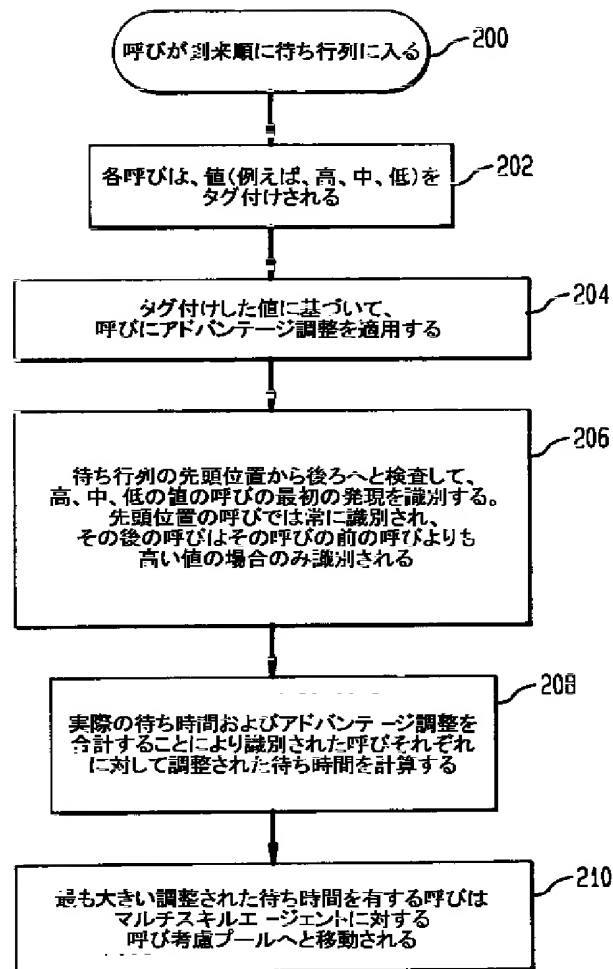 呼びが到来順に待ち行列に入る
200
各呼びは、値(例えば、高、中、低)を
タグ付けされる
202
タグ付けした値に基づいて、
呼びにアドバンテージ調整を適用する
204
待ち行列の先頭位置から後ろへと検査して、
高、中、低の値の呼びの最初の発現を識別する。
先頭位置の呼びでは常に識別され、
その後の呼びはその呼びの前の呼びよりも
高い値の場合のみ識別される
206
実際の待ち時間およびアドバンテージ調整を
合計することにより識別された呼びそれぞれ
に対して調整された待ち時間を計算する
208
最も大きい調整された待ち時間を有する呼びは
マルチスキルエージェントに対する
呼び考慮プールへと移動される
210